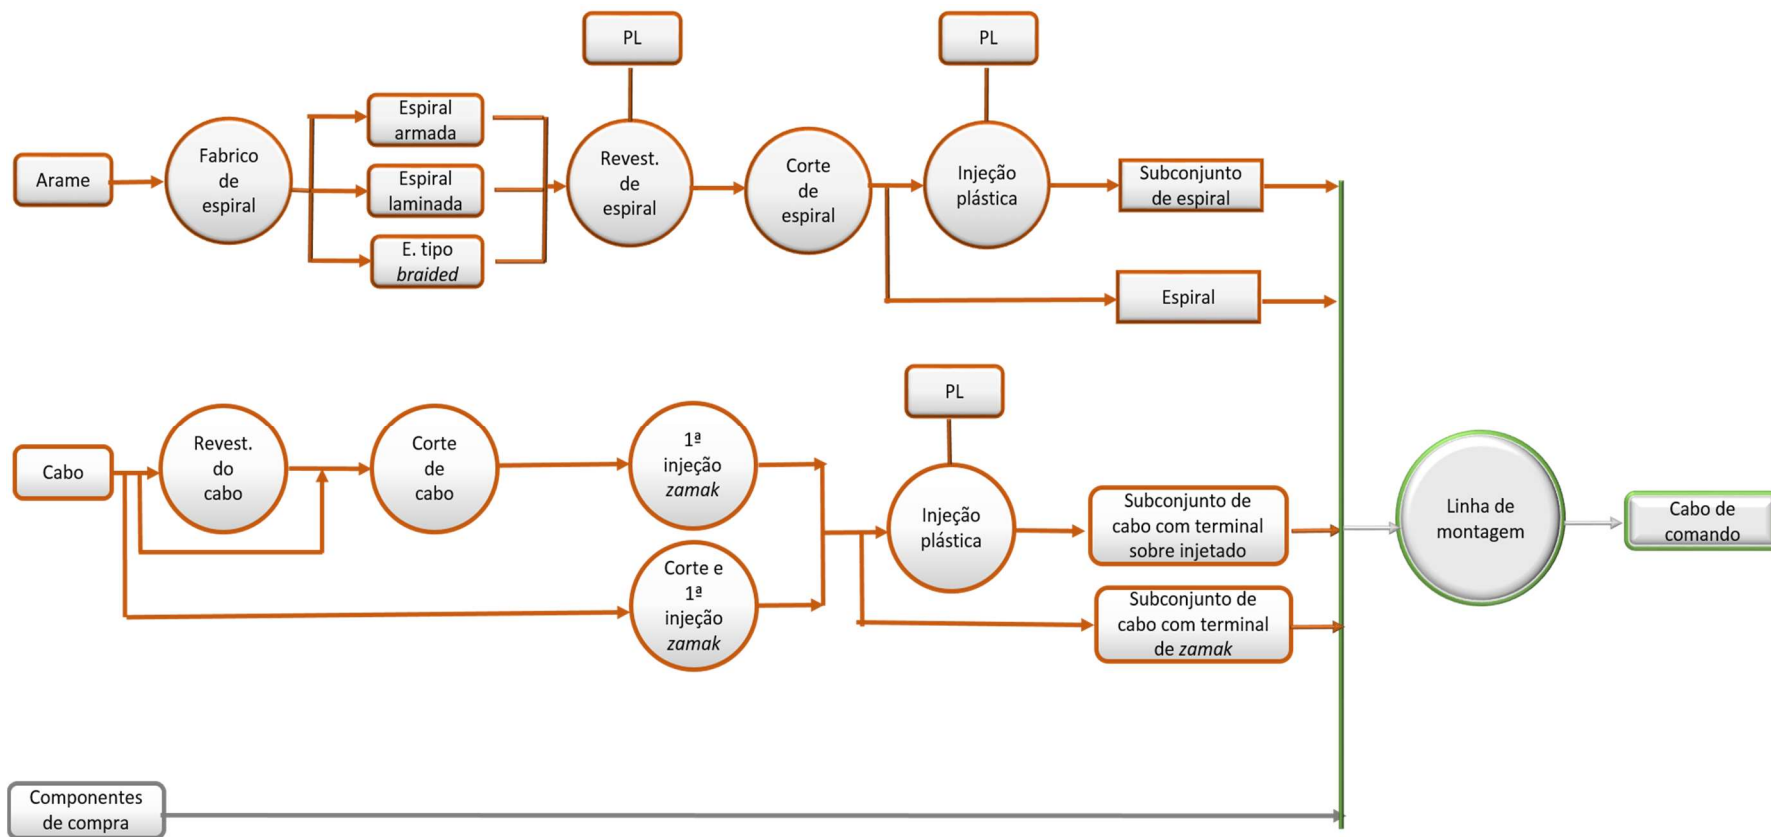 PL
PL
Arame
Fabrico
de
espiral
Espiral
armada
Espiral
laminada
E. tipo
braided
Revest.
de
espiral
Corte
de
espiral
Injeção
plástica
Subconjunto
de espiral
Espiral
PL
Cabo
Revest.
do
cabo
Corte
de
cabo
1ª
injeção
zamak
Corte e
1ª
injeção
zamak
Injeção
plástica
Subconjunto de
cabo com terminal
sobre injetado
Subconjunto de
cabo com terminal
de zamak
Linha de
montagem
Cabo de
comando
Componentes
de compra